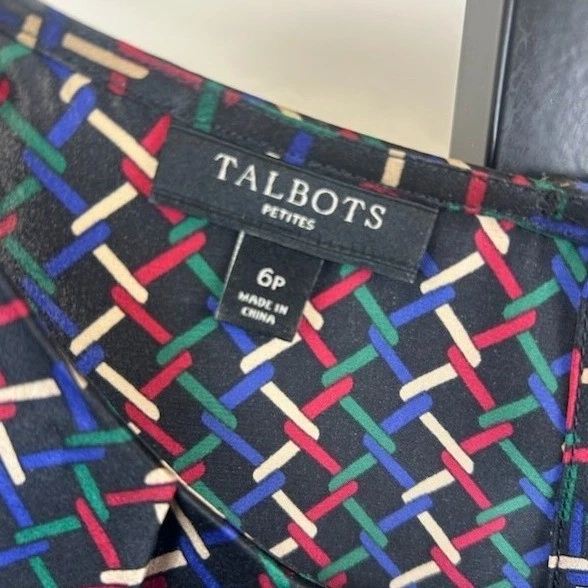 TALBOTS
PETITES
6P
MADE IN
CHINA